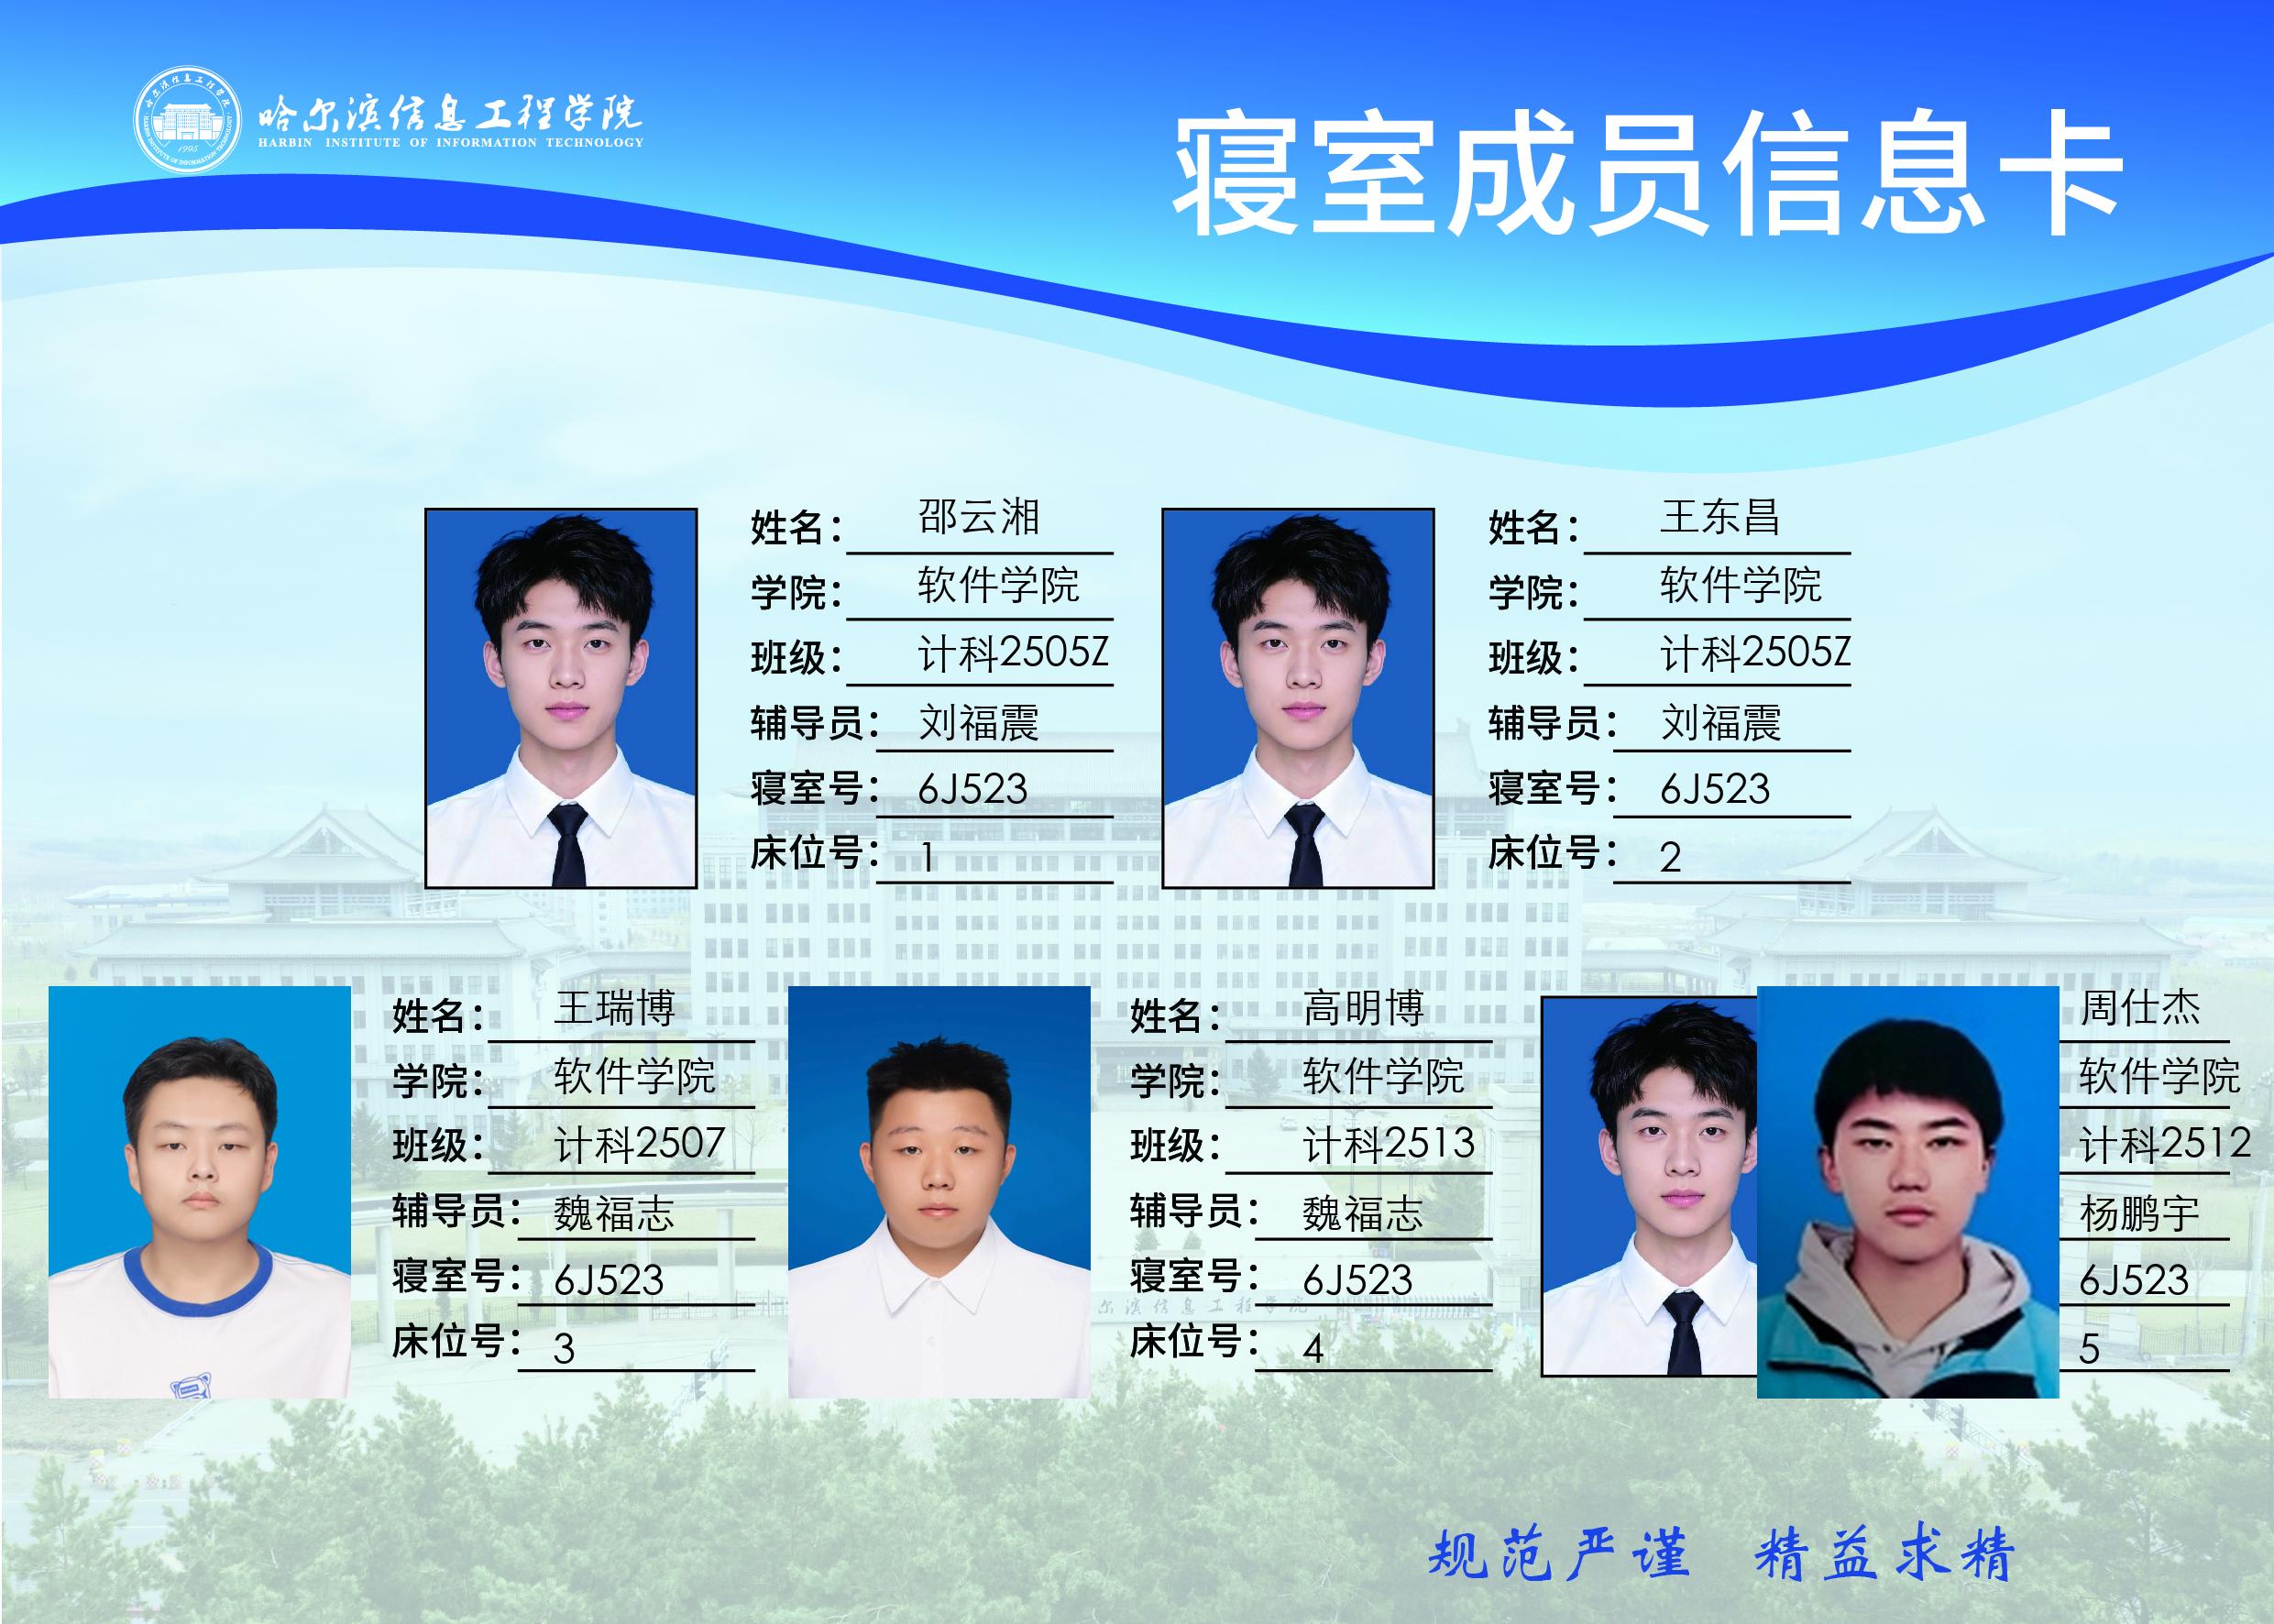 哈尔滨信息工程学院
HARBIN INSTITUTE OF INFORMATION TECHNOLOGY
1995
寝室成员信息卡
姓名：邵云湘
学院：软件学院
班级：计科2505Z
辅导员：刘福震
寝室号：6J523
床位号：1
姓名：王东昌
学院：软件学院
班级：计科2505Z
辅导员：刘福震
寝室号：6J523
床位号：2
姓名：王瑞博
学院：软件学院
班级：计科2507
辅导员：魏福志
寝室号：6J523
床位号：3
姓名：高明博
学院：软件学院
班级：计科2513
辅导员：魏福志
寝室号：6J523
床位号：4
周仕杰
软件学院
计科2512
杨鹏宇
6J523
5
规范严谨 精益求精